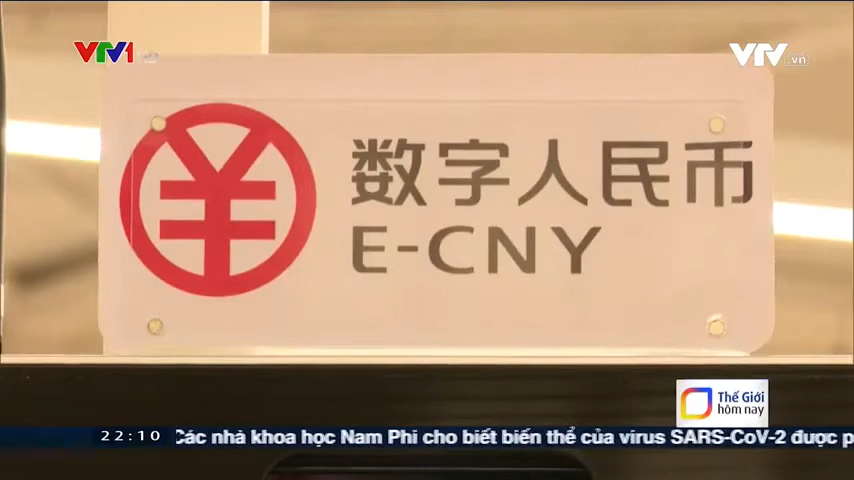 VTV1
VTV.vn
数字人民币
E-CNY
Thế Giới
hôm nay
22:10 Các nhà khoa học Nam Phi cho biết biến thể của virus SARS-CoV-2 được p